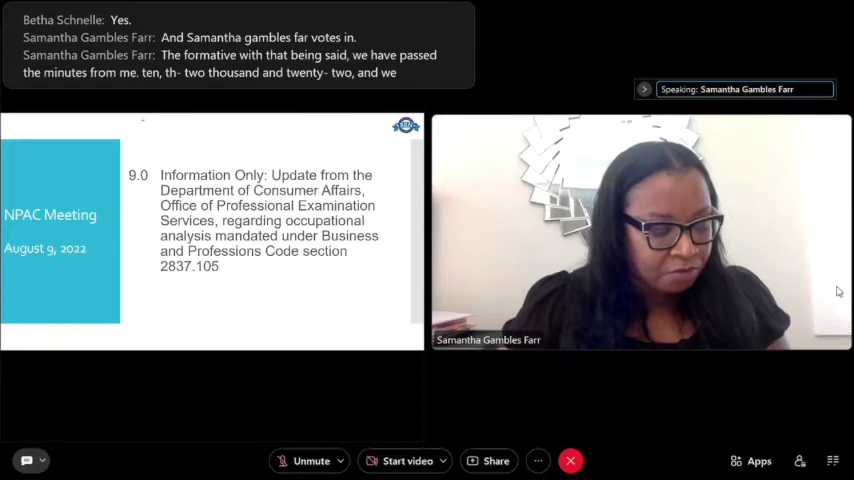 Betha Schnelle: Yes.
Samantha Gambles Farr: And Samantha gambles far votes in.
Samantha Gambles Farr: The formative with that being said, we have passed
the minutes from me. ten, th- two thousand and twenty- two, and we
Speaking: Samantha Gambles Farr
NPAC Meeting
August 9, 2022
9.0 Information Only: Update from the
Department of Consumer Affairs,
Office of Professional Examination
Services, regarding occupational
analysis mandated under Business
and Professions Code section
2837.105
Samantha Gambles Farr
Unmute
Start video
Share
Apps